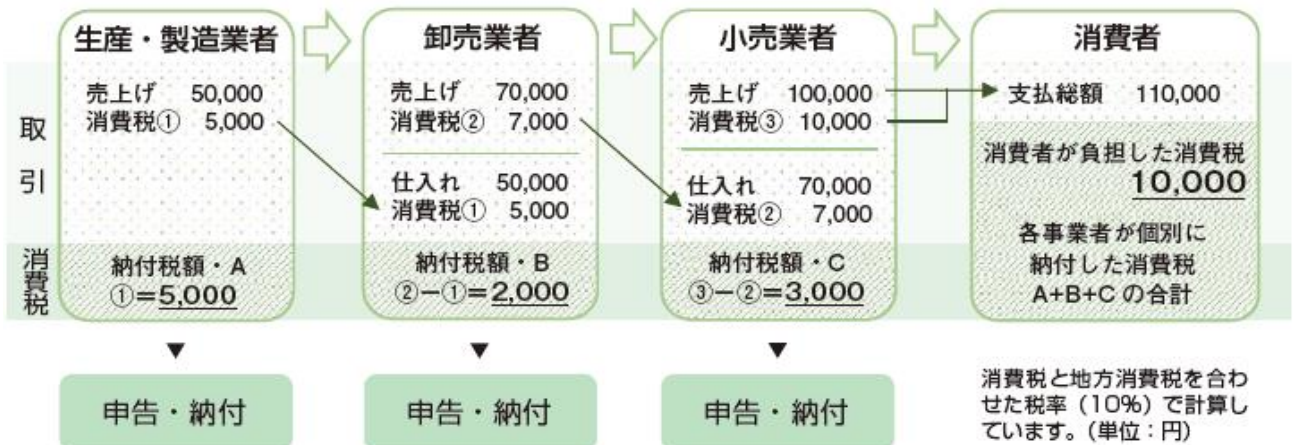 生産・製造業者
売上げ 50,000
消費税① 5,000
納付税額・A
①=5,000
申告・納付
卸売業者
売上げ 70,000
消費税② 7,000
仕入れ 50,000
消費税① 5,000
納付税額・B
②－①=2,000
申告・納付
小売業者
売上げ 100,000
消費税③ 10,000
仕入れ 70,000
消費税② 7,000
納付税額・C
③－②=3,000
申告・納付
消費者
支払総額 110,000
消費者が負担した消費税
10,000
各事業者が個別に
納付した消費税
A+B+C の合計
取引
消費税
消費税と地方消費税を合わ
せた税率（10%）で計算し
ています。（単位：円）